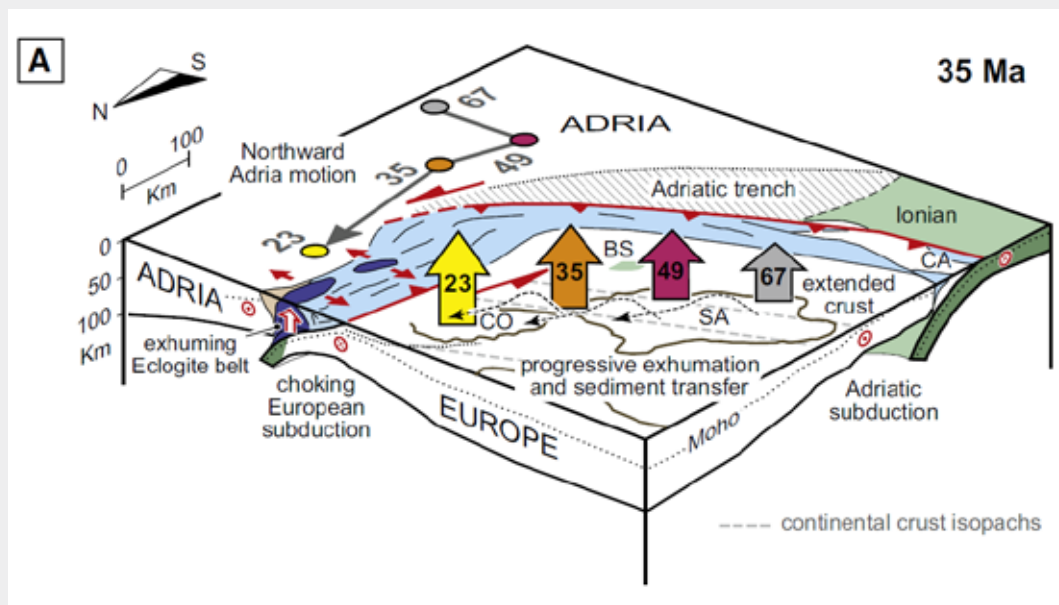 A
S
N
35 Ma
0 100
Km
Northward
Adria motion
67
49
35
23
ADRIA
Adriatic trench
Ionian
CA
BS
23
35
49
67
extended
crust
CO
SA
0
50
100
Km
ADRIA
exhuming
Eclogite belt
choking
European
subduction
EUROPE
progressive exhumation
and sediment transfer
Moho
Adriatic
subduction
continental crust isopachs